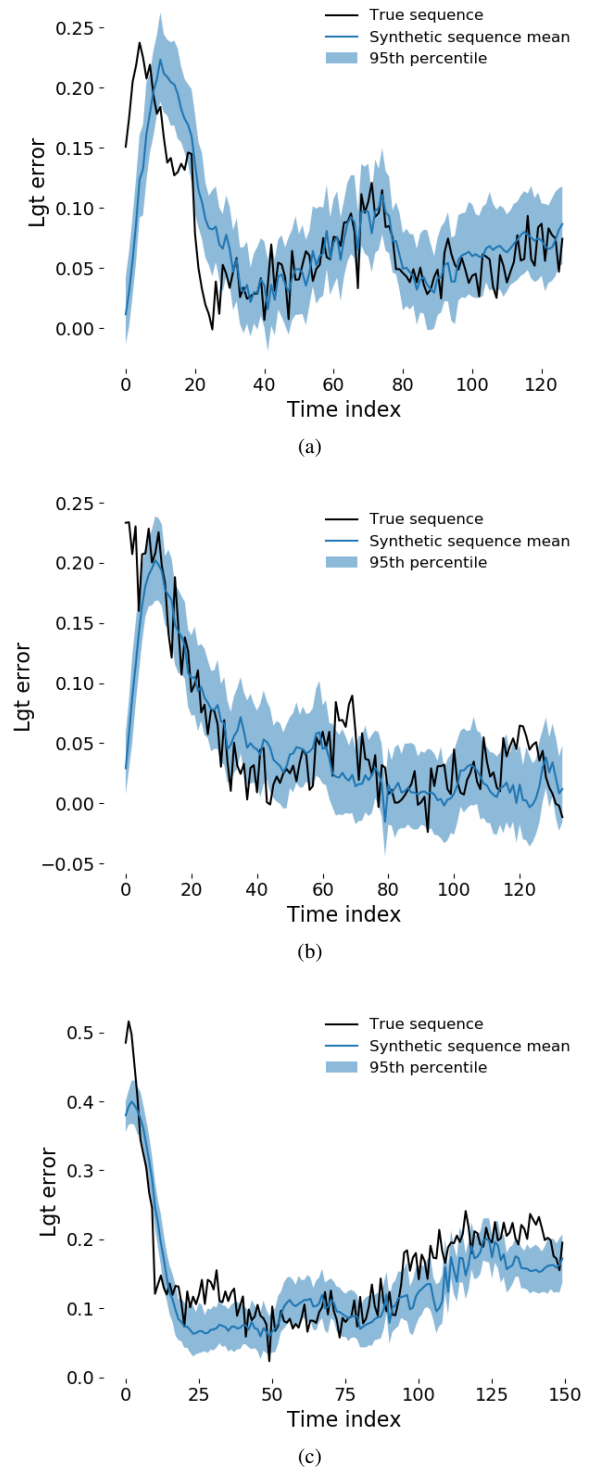 0.25
0.20
0.15
0.10
0.05
0.00
Lgt error
True sequence
Synthetic sequence mean
95th percentile
0 20 40 60 80 100 120
Time index
(a)
0.25
0.20
0.15
0.10
0.05
0.00
−0.05
Lgt error
True sequence
Synthetic sequence mean
95th percentile
0 20 40 60 80 100 120
Time index
(b)
0.5
0.4
0.3
0.2
0.1
0.0
Lgt error
True sequence
Synthetic sequence mean
95th percentile
0 25 50 75 100 125 150
Time index
(c)